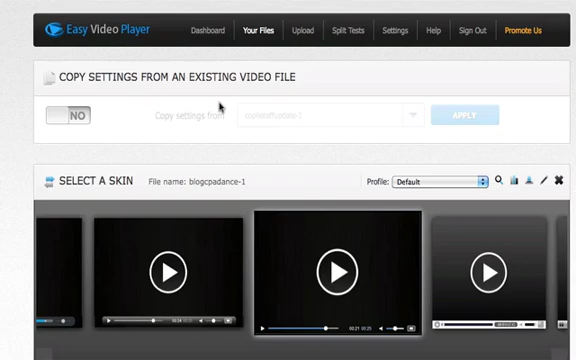 Easy Video Player Dashboard Your Files Upload Split Tests Settings Help Sign Out Promote Us
COPY SETTINGS FROM AN EXISTING VIDEO FILE
NO Copy settings from APPLY
SELECT A SKIN File name: blogcpadance-1 Profile: Default